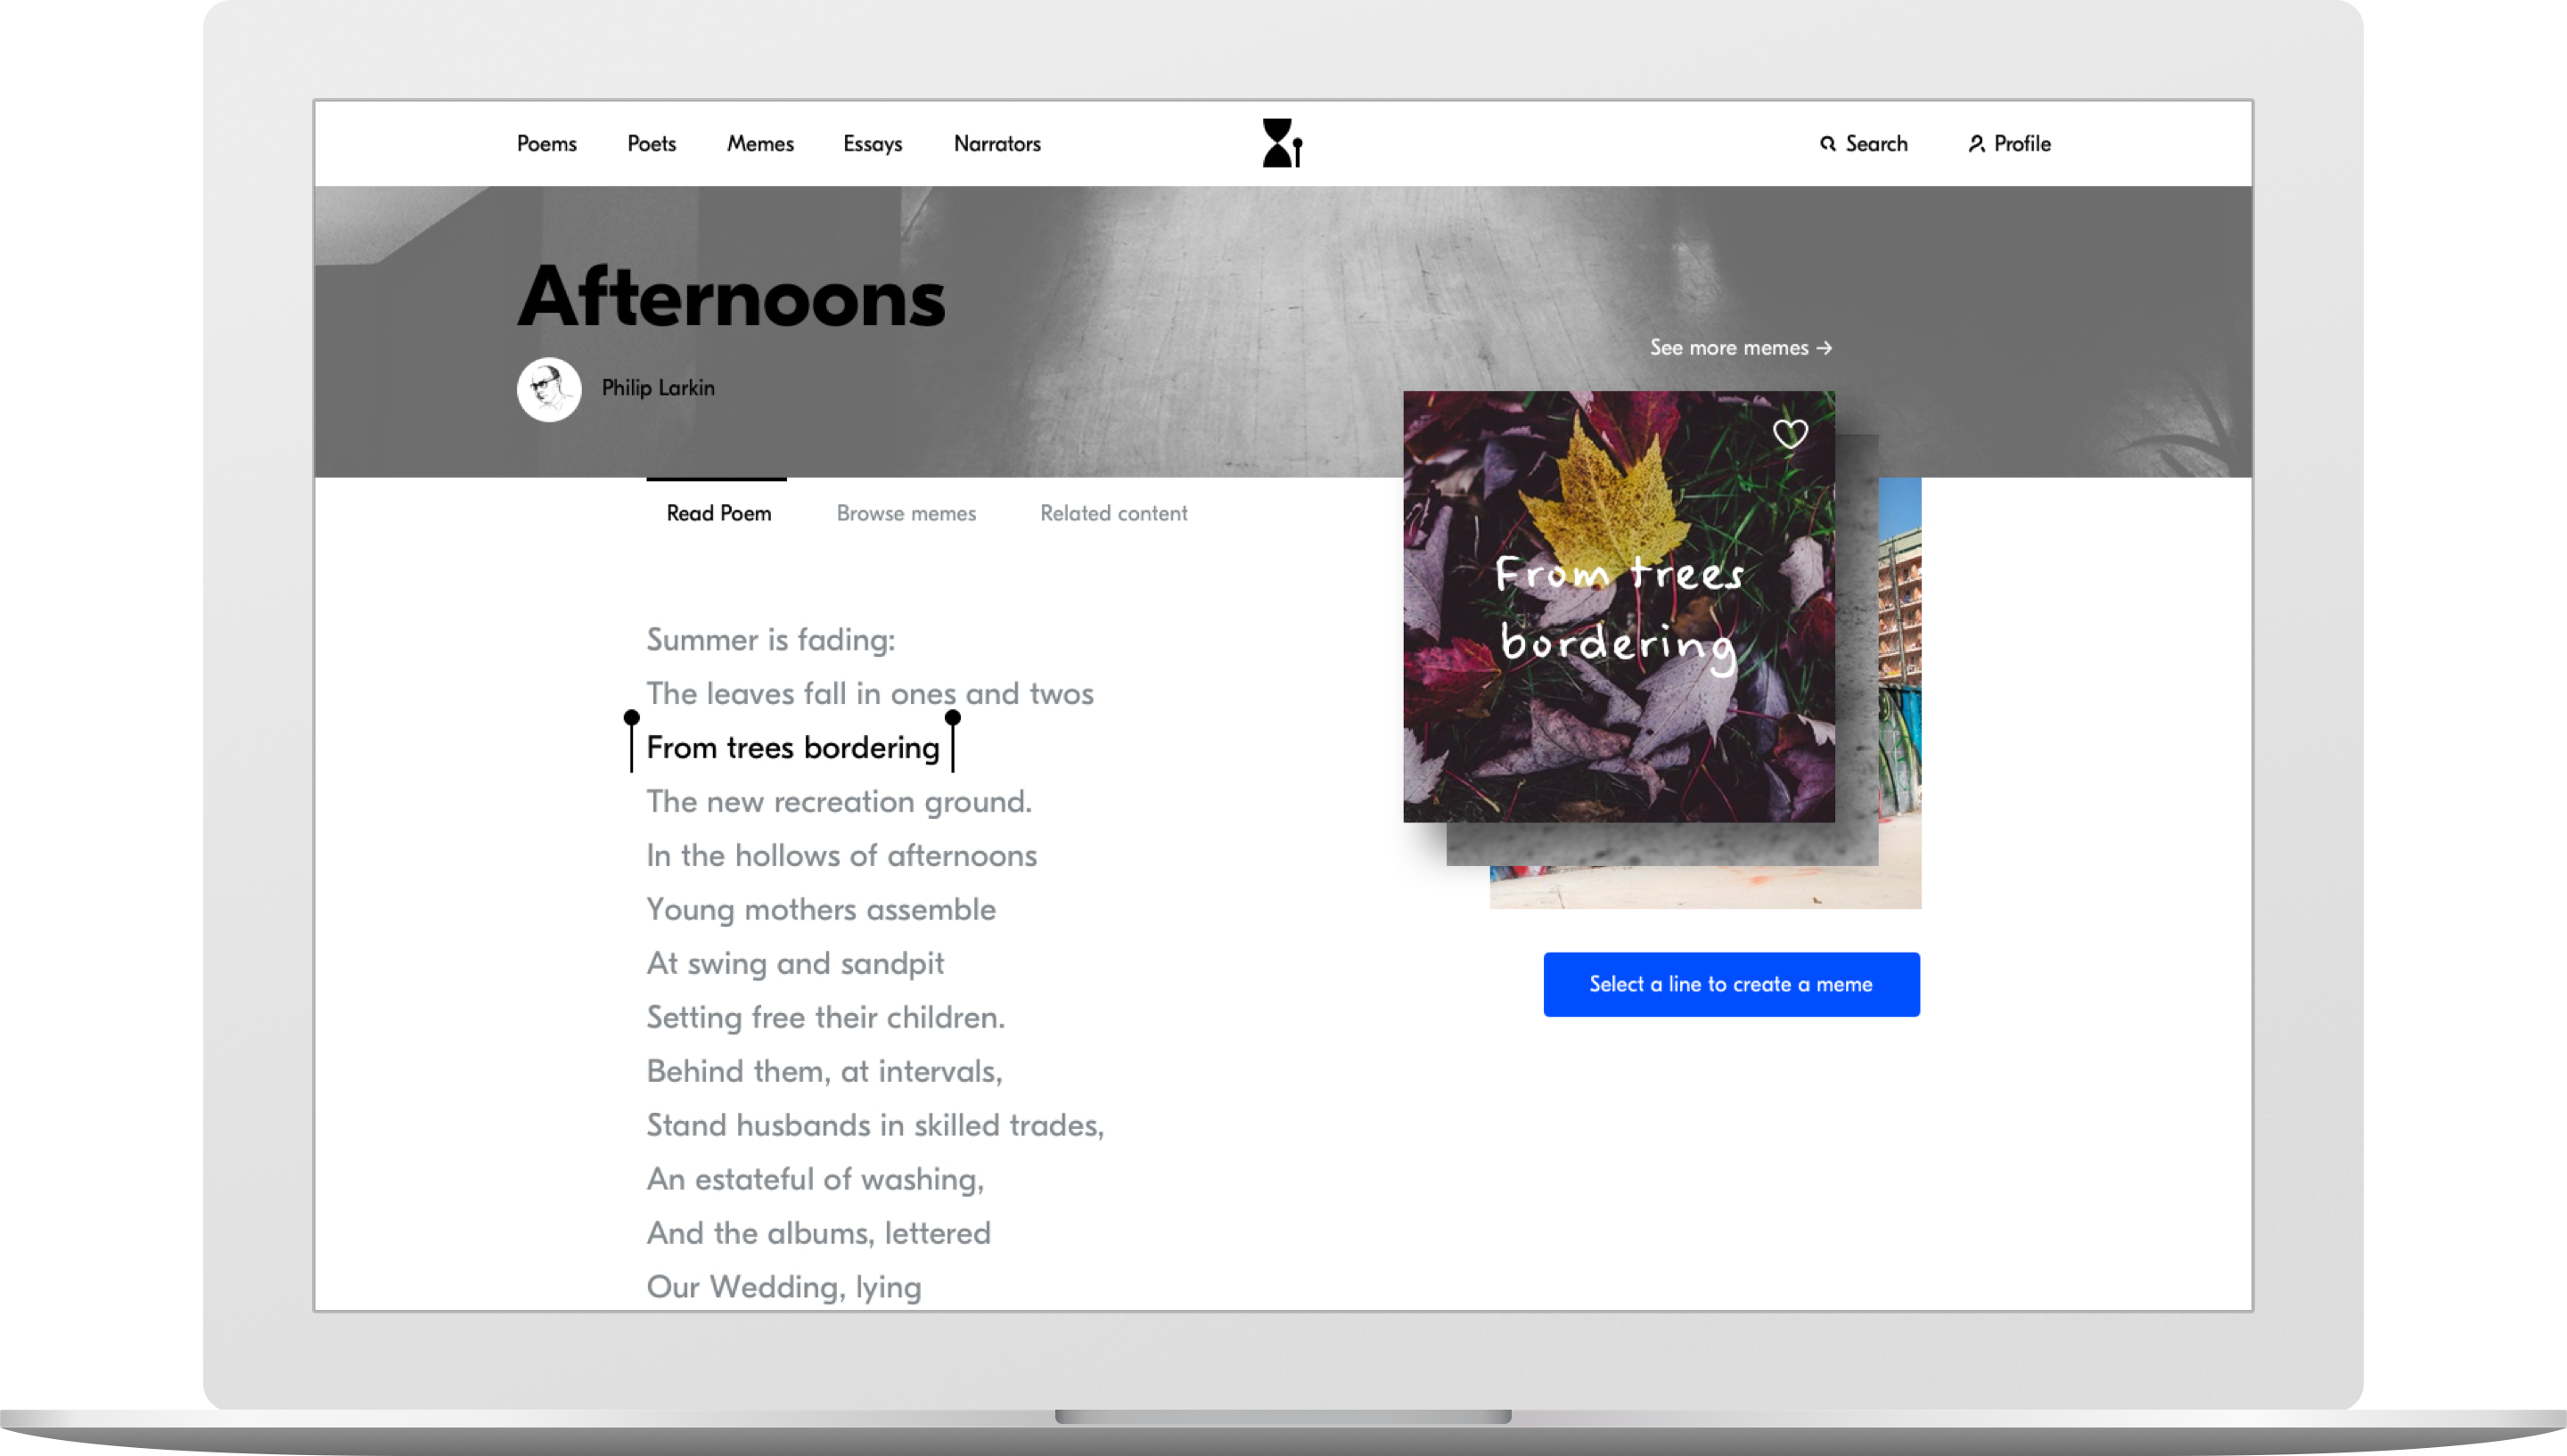 Poems Poets Memes Essays Narrators Search Profile
Afternoons
Philip Larkin
See more memes →
Read Poem Browse memes Related content
From trees
bordering
Summer is fading:
The leaves fall in ones and twos
From trees bordering
The new recreation ground.
In the hollows of afternoons
Young mothers assemble
At swing and sandpit
Setting free their children.
Behind them, at intervals,
Stand husbands in skilled trades,
An estateful of washing,
And the albums, lettered
Our Wedding, lying
Select a line to create a meme